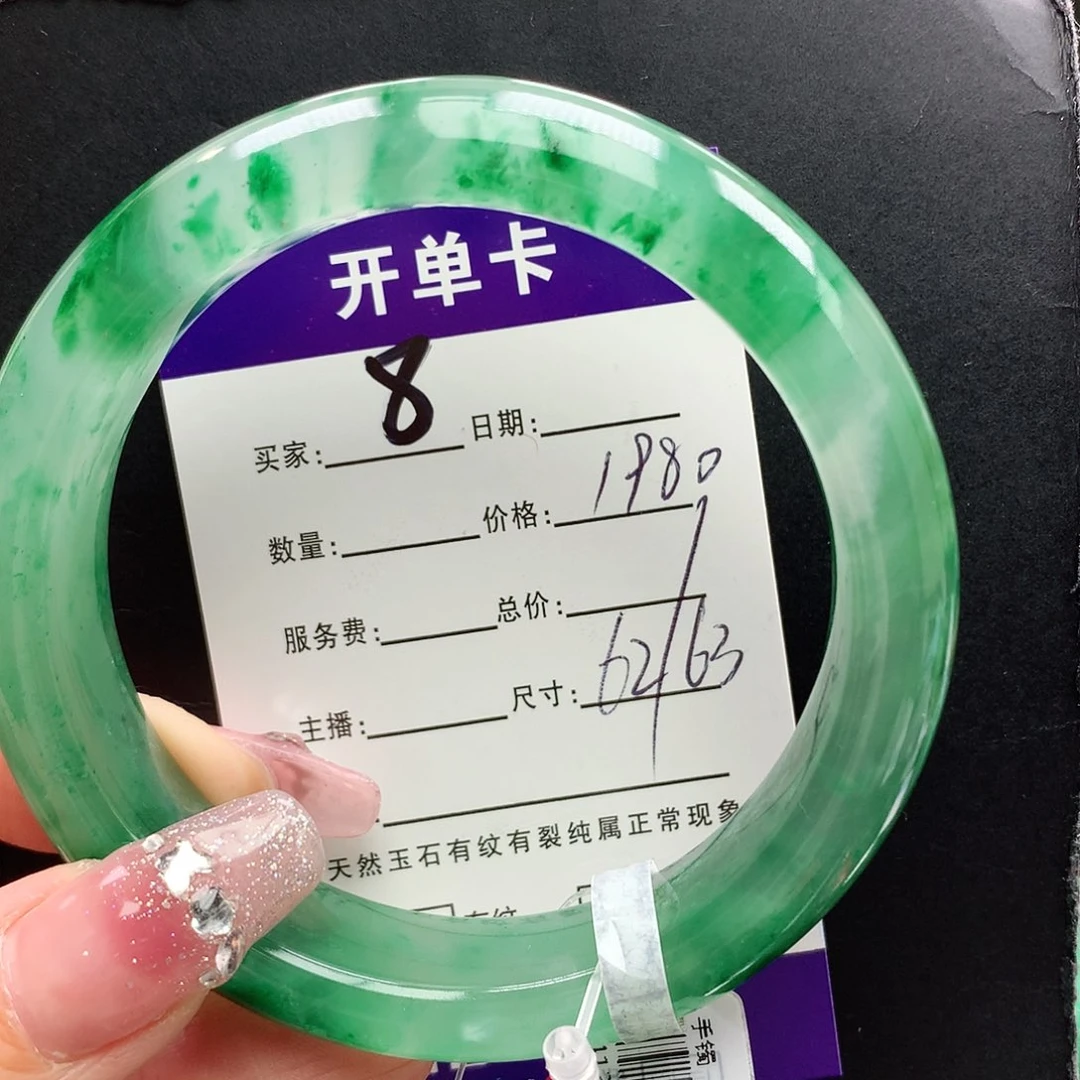 开单卡
买家: 8 日期:
数量: 价格: 1980
服务费: 总价:
主播: 尺寸: 62/63
天然玉石有纹有裂纯属正常现象
有纹
手镯